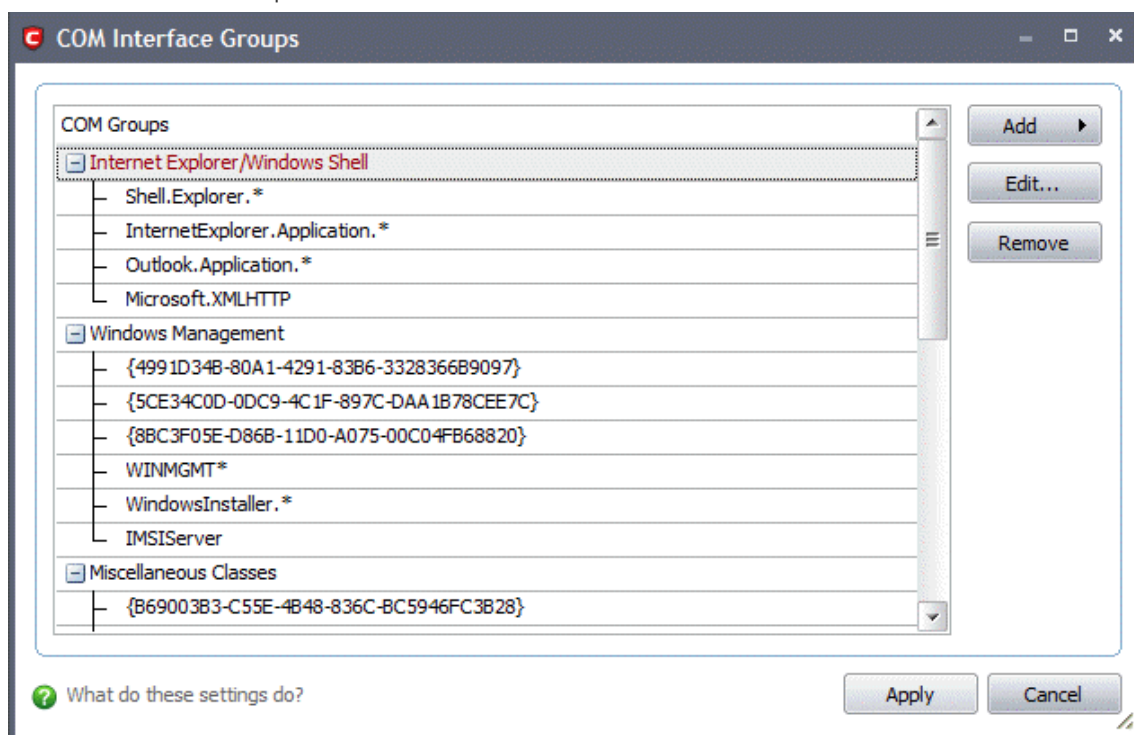 COM Interface Groups
COM Groups
Internet Explorer/Windows Shell
Shell.Explorer.*
InternetExplorer.Application.*
Outlook.Application.*
Microsoft.XMLHTTP
Windows Management
{4991D34B-80A1-4291-83B6-3328366B9097}
{5CE34C0D-0DC9-4C1F-897C-DAA1B78CEE7C}
{8BC3F05E-D86B-11D0-A075-00C04FB68820}
WINMGMT*
WindowsInstaller.*
IMSIServer
Miscellaneous Classes
{B69003B3-C55E-4B48-836C-BC5946FC3B28}
Add
Edit...
Remove
What do these settings do?
Apply
Cancel